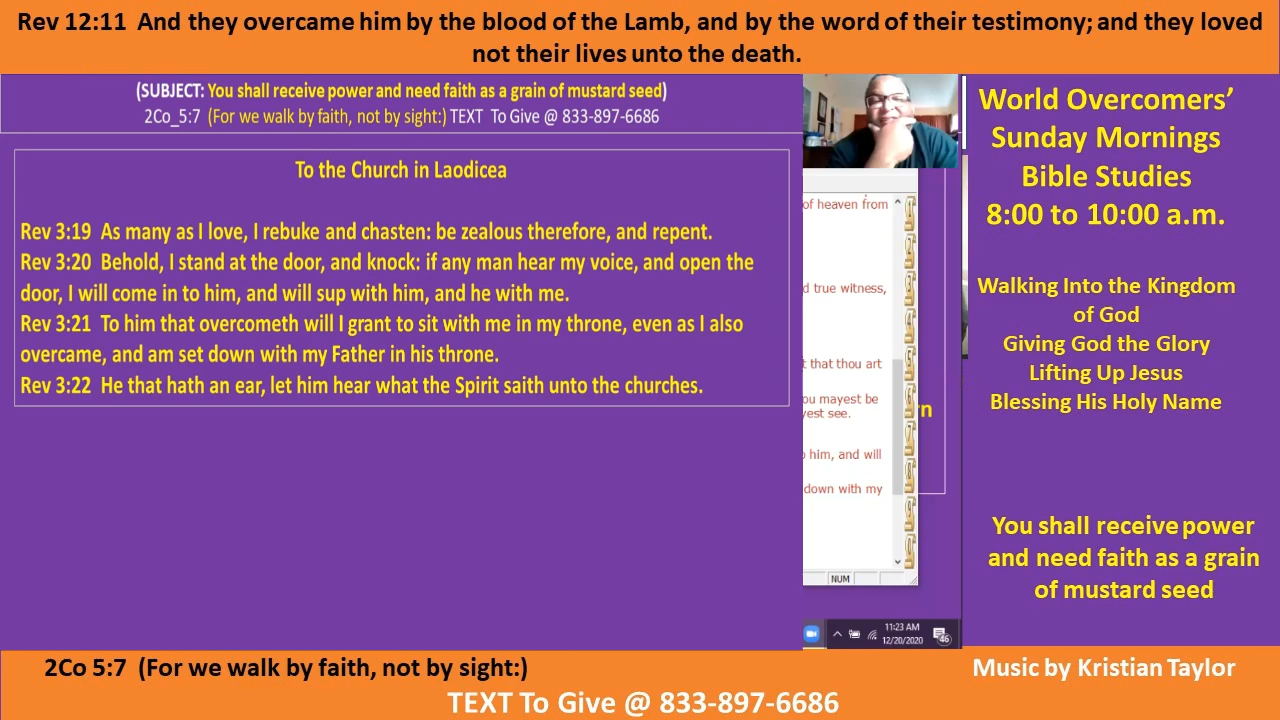 Rev 12:11 And they overcame him by the blood of the Lamb, and by the word of their testimony; and they loved
not their lives unto the death.
(SUBJECT: You shall receive power and need faith as a grain of mustard seed)
2Co_5:7 (For we walk by faith, not by sight:) TEXT To Give @ 833-897-6686
To the Church in Laodicea
Rev 3:19 As many as I love, I rebuke and chasten: be zealous therefore, and repent.
Rev 3:20 Behold, I stand at the door, and knock: if any man hear my voice, and open the
door, I will come in to him, and will sup with him, and he with me.
Rev 3:21 To him that overcometh will I grant to sit with me in my throne, even as I also
overcame, and am set down with my Father in his throne.
Rev 3:22 He that hath an ear, let him hear what the Spirit saith unto the churches.
of heaven from
d true witness,
t that thou art
ou mayest be
yest see.
rn
him, and will
down with my
NUM
11:23 AM
12/20/2020
46
World Overcomers'
Sunday Mornings
Bible Studies
8:00 to 10:00 a.m.
Walking Into the Kingdom
of God
Giving God the Glory
Lifting Up Jesus
Blessing His Holy Name
You shall receive power
and need faith as a grain
of mustard seed
2Co 5:7 (For we walk by faith, not by sight:)
Music by Kristian Taylor
TEXT To Give @ 833-897-6686